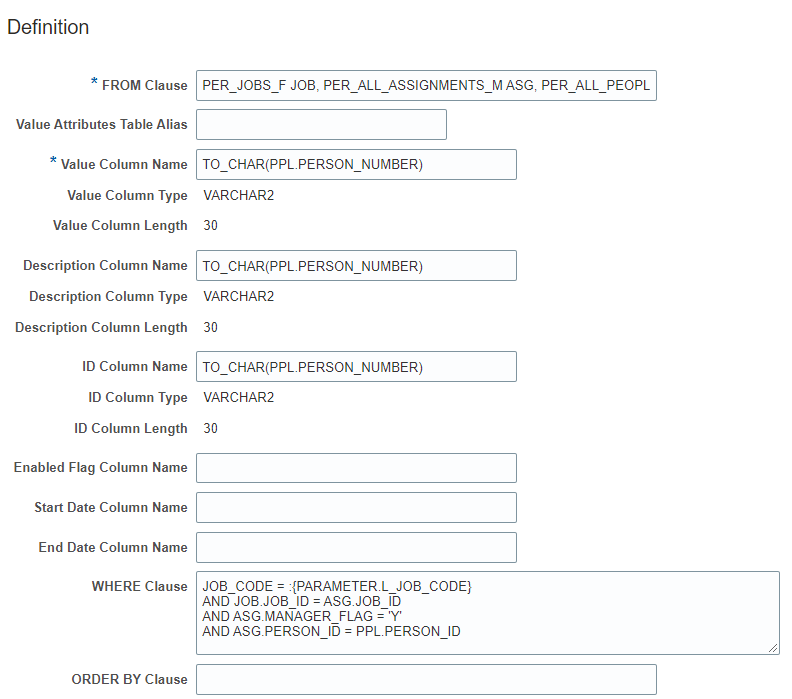 Definition
* FROM Clause PER_JOBS_F JOB, PER_ALL_ASSIGNMENTS_M ASG, PER_ALL_PEOPL
Value Attributes Table Alias
* Value Column Name TO_CHAR(PPL.PERSON_NUMBER)
Value Column Type VARCHAR2
Value Column Length 30
Description Column Name TO_CHAR(PPL.PERSON_NUMBER)
Description Column Type VARCHAR2
Description Column Length 30
ID Column Name TO_CHAR(PPL.PERSON_NUMBER)
ID Column Type VARCHAR2
ID Column Length 30
Enabled Flag Column Name
Start Date Column Name
End Date Column Name
WHERE Clause JOB_CODE = :{PARAMETER.L_JOB_CODE}
AND JOB.JOB_ID = ASG.JOB_ID
AND ASG.MANAGER_FLAG = 'Y'
AND ASG.PERSON_ID = PPL.PERSON_ID
ORDER BY Clause